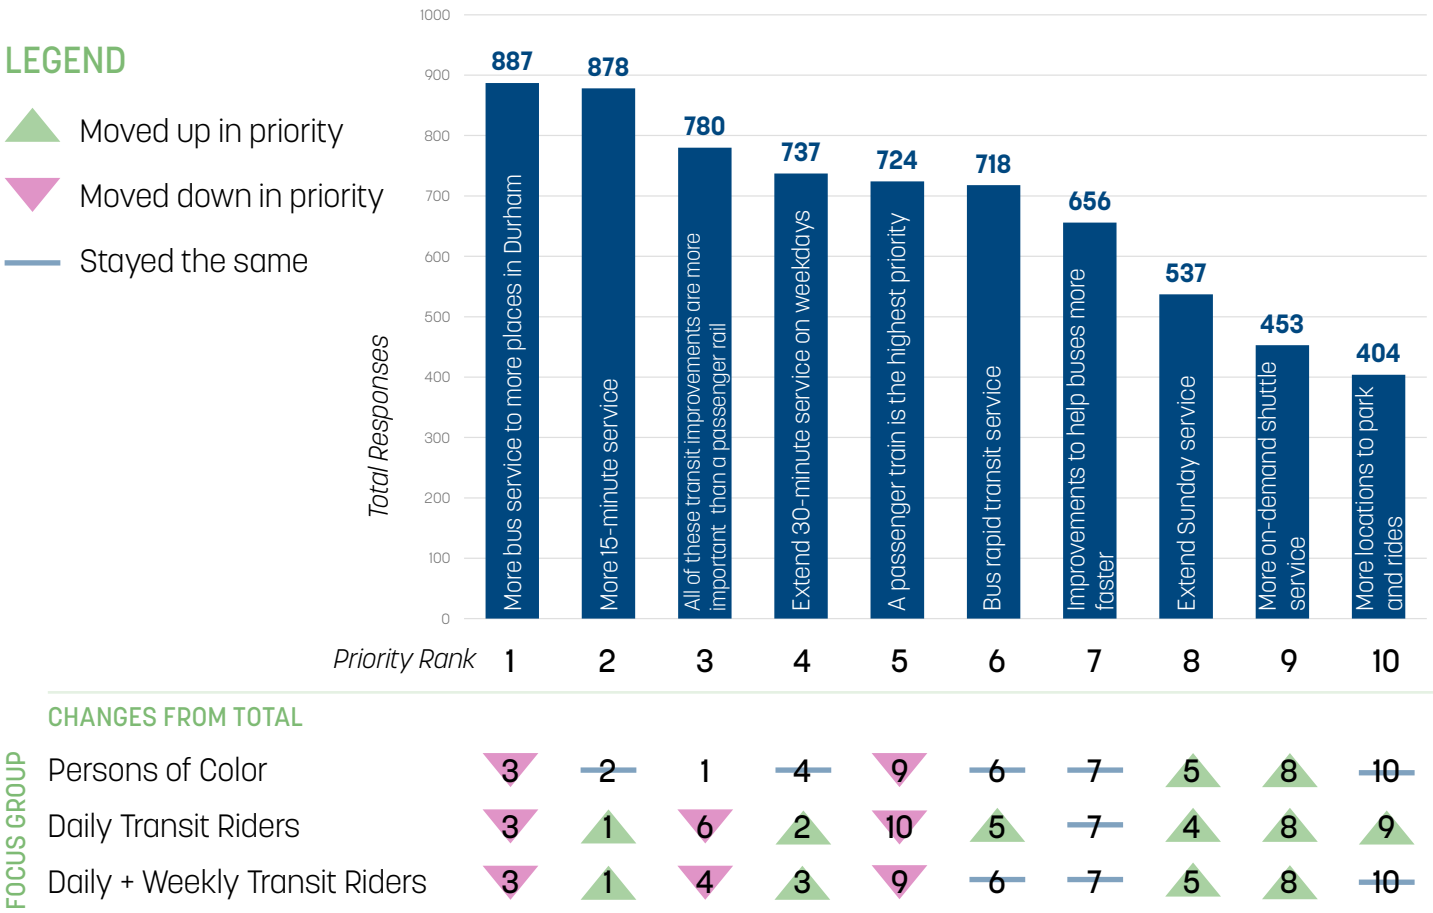 LEGEND
Moved up in priority
Moved down in priority
Stayed the same
Total Responses
1000
900
800
700
600
500
400
300
200
100
0
887
878
780
737
724
718
656
537
453
404
More bus service to more places in Durham
More 15-minute service
All of these transit improvements are more
important than a passenger rail
Extend 30-minute service on weekdays
A passenger train is the highest priority
Bus rapid transit service
Improvements to help buses more
faster
Extend Sunday service
More on-demand shuttle
service
More locations to park
and rides
Priority Rank 1 2 3 4 5 6 7 8 9 10
CHANGES FROM TOTAL
FOCUS GROUP
Persons of Color 3 2 1 4 9 6 7 5 8 10
Daily Transit Riders 3 1 6 2 10 5 7 4 8 9
Daily + Weekly Transit Riders 3 1 4 3 9 6 7 5 8 10